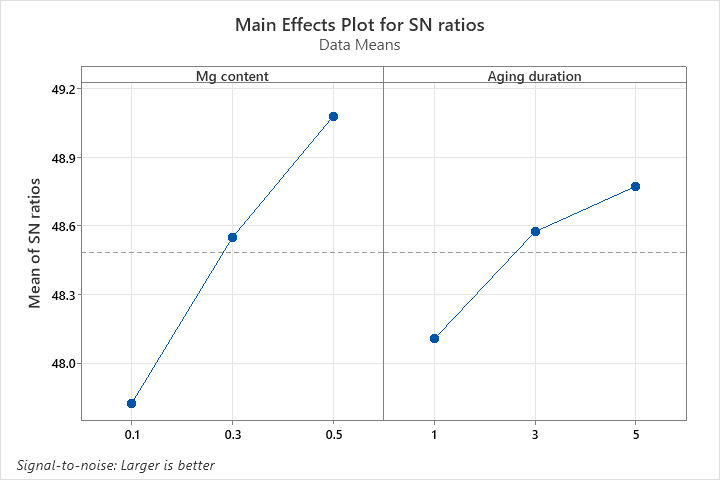 Main Effects Plot for SN ratios
Data Means
Mg content
Aging duration
Mean of SN ratios
49.2
48.9
48.6
48.3
48.0
0.1 0.3 0.5 1 3 5
Signal-to-noise: Larger is better